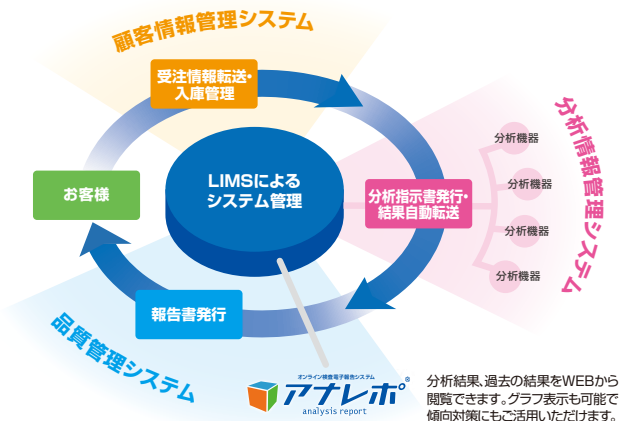 顧客情報管理システム
受注情報転送・
入庫管理
分析情報管理システム
分析機器
分析機器
分析機器
分析機器
LIMSによる
システム管理
分析指示書発行・
結果自動転送
お客様
報告書発行
品質管理システム
オンライン検査電子報告システム
アナレポ®
analysis report
分析結果、過去の結果をWEBから
閲覧できます。グラフ表示も可能で
傾向対策にもご活用いただけます。